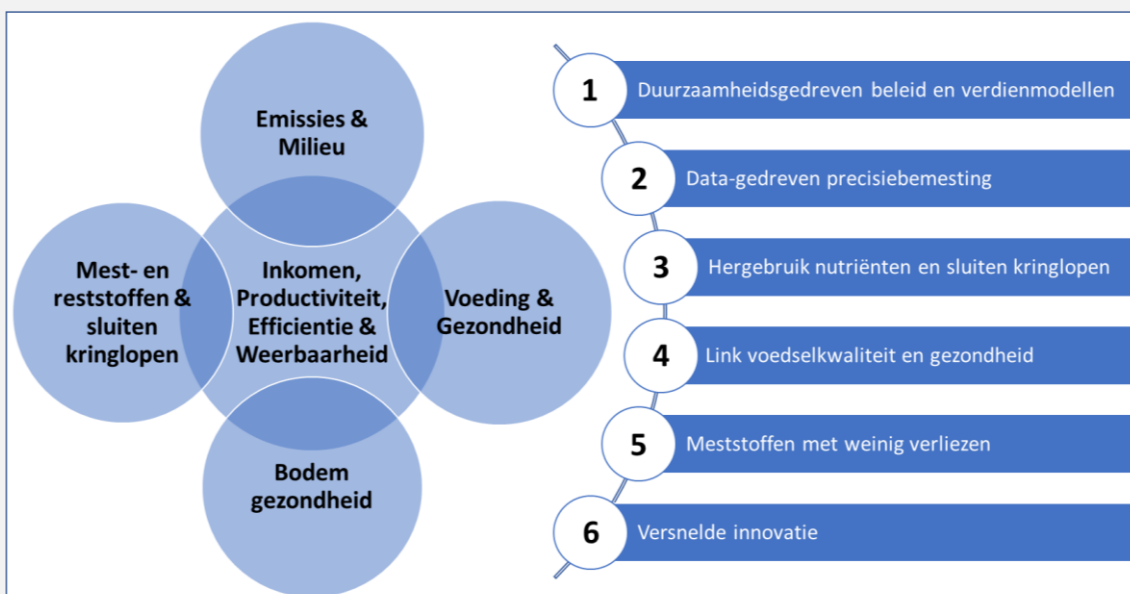 Emissies &
Milieu
Mest- en
reststoffen &
sluiten
kringlopen
Inkomen,
Productiviteit,
Efficientie &
Weerbaarheid
Voeding &
Gezondheid
Bodem
gezondheid
1
Duurzaamheidsgedreven beleid en verdienmodellen
2
Data-gedreven precisiebemesting
3
Hergebruik nutriënten en sluiten kringlopen
4
Link voedselkwaliteit en gezondheid
5
Meststoffen met weinig verliezen
6
Versnelde innovatie